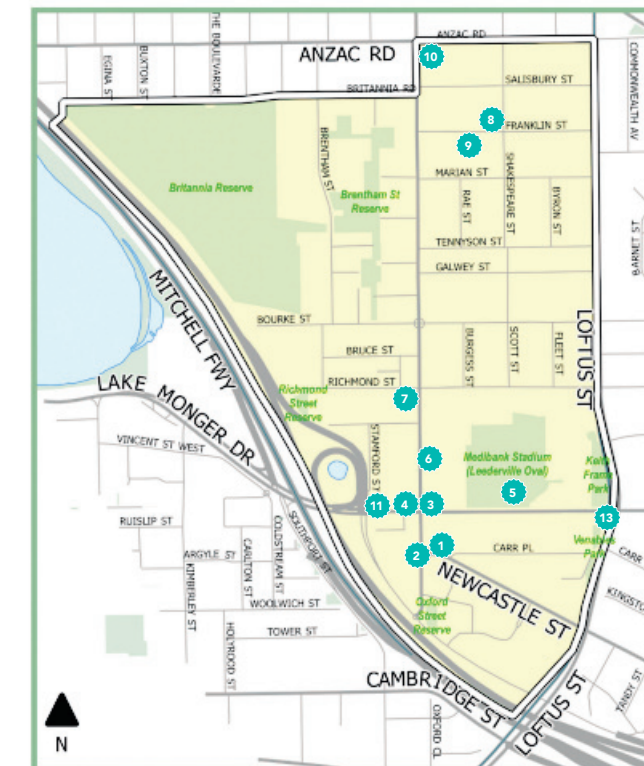 ANZAC RD
THE BOULEVARDE
BUXTON ST
EGINA ST
ANZAC RD
COMMONWEALTH AV
10
SALISBURY ST
BRITANNIA RD
8
FRANKLIN ST
BRENTHAM ST
9
MARIAN ST
SHAKESPEARE ST
Britannia Reserve
Brentham St
Reserve
RAE ST
BYRON ST
TENNYSON ST
BARNET ST
GALWEY ST
MITCHELL FWY
BOURKE ST
LOFTUS ST
BURGESS ST
SCOTT ST
FLEET ST
BRUCE ST
RICHMOND ST
LAKE MONGER DR
Richmond
Street
Reserve
7
STAMFORD ST
VINCENT ST WEST
6
Medibank Stadium
(Leederville Oval)
Keith
Frame
Park
5
11
4
3
13
RUISLIP ST
SOUTHPORT ST
COLDSTREAM ST
CARLTON ST
ARGYLE ST
KIMBERLEY ST
1
2
CARR PL
Venables
Park
CARR
NEWCASTLE ST
WOOLWICH ST
Oxford
Street
Reserve
KINGSTO
TOWER ST
HOLYROOD ST
CAMBRIDGE ST
LOFTUS ST
TANDY ST
OXFORD CL
N